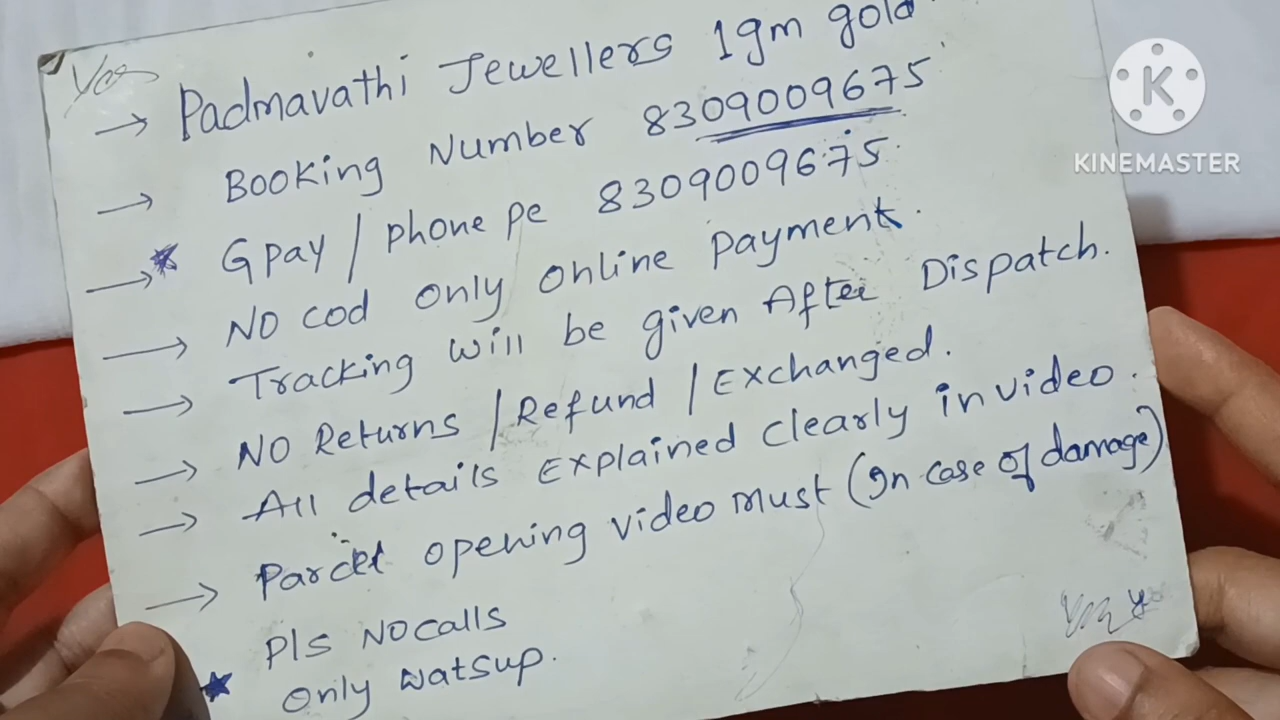 → Padmavathi Jewellers 1gm gold
→ Booking Number 8309009675
→ Gpay / phone pe 8309009675.
→ NO cod only online payment.
→ Tracking will be given After Dispatch.
→ NO Returns / Refund / Exchanged.
→ All details Explained clearly in video.
→ Parcel opening video must (In case of damage)
Pls NO calls
★ only watsup.
K
KINEMASTER